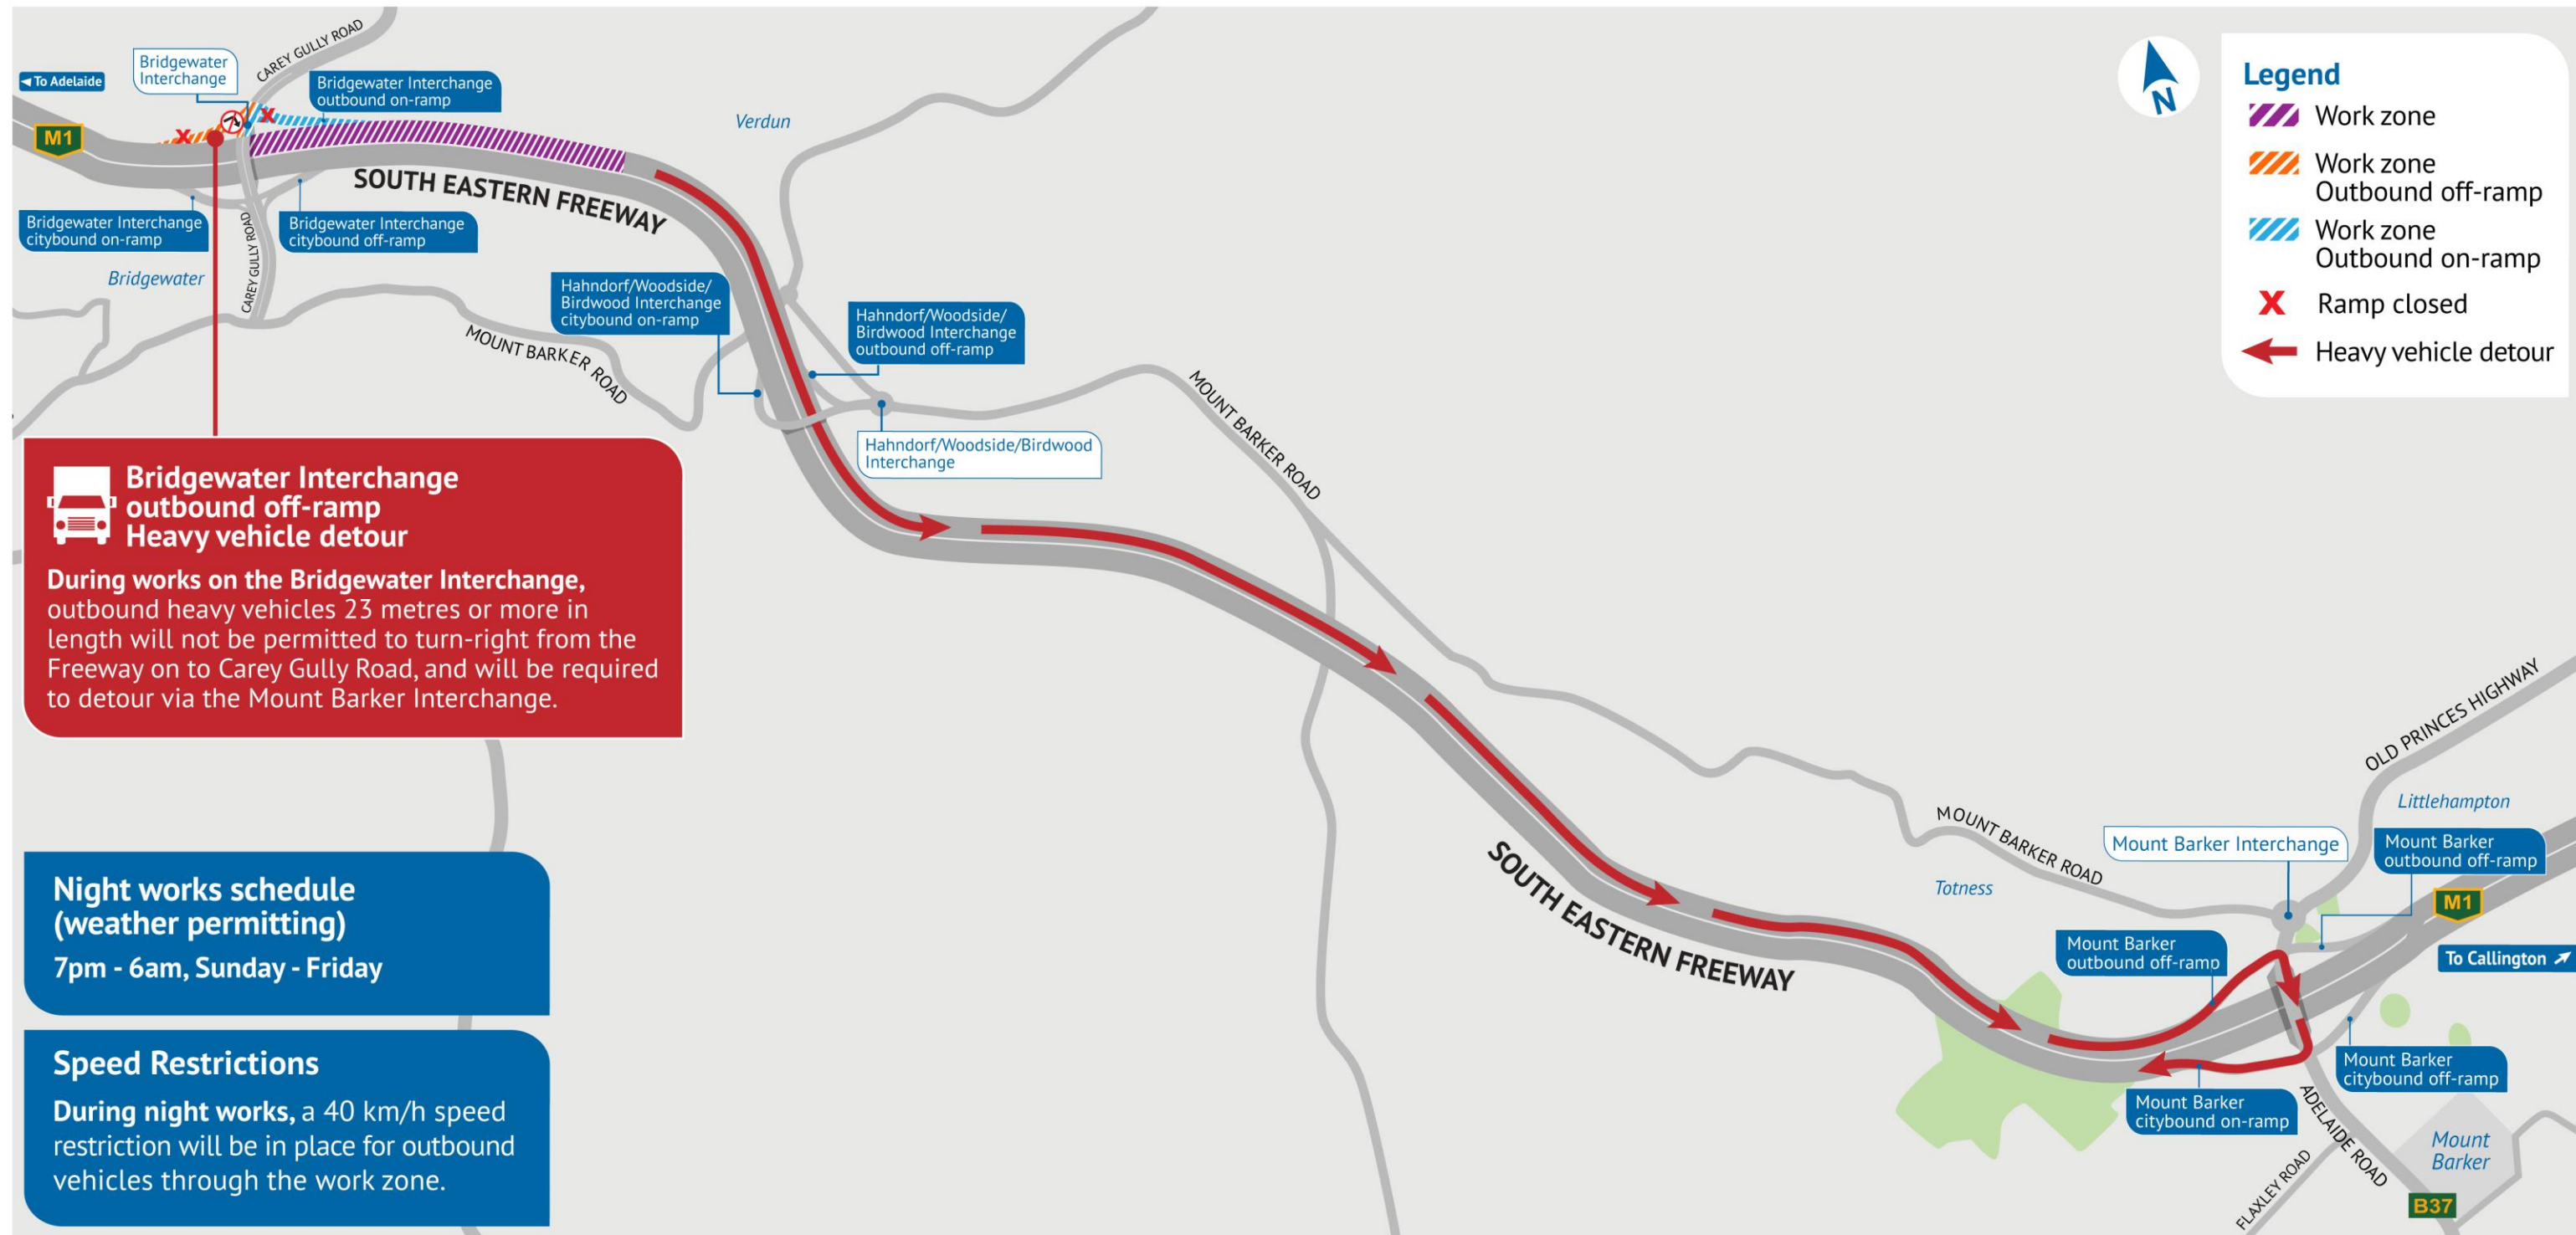 CAREY GULLY ROAD
Bridgewater
Interchange
◄ To Adelaide
Bridgewater Interchange
outbound on-ramp
M1
Verdun
N
Legend
Work zone
Work zone
Outbound off-ramp
Work zone
Outbound on-ramp
X Ramp closed
Heavy vehicle detour
SOUTH EASTERN FREEWAY
Bridgewater Interchange
citybound on-ramp
CAREY GULLY ROAD
Bridgewater Interchange
citybound off-ramp
Bridgewater
Hahndorf/Woodside/
Birdwood Interchange
citybound on-ramp
Hahndorf/Woodside/
Birdwood Interchange
outbound off-ramp
MOUNT BARKER ROAD
MOUNT BARKER ROAD
Hahndorf/Woodside/Birdwood
Interchange
Bridgewater Interchange
outbound off-ramp
Heavy vehicle detour
During works on the Bridgewater Interchange,
outbound heavy vehicles 23 metres or more in
length will not be permitted to turn-right from the
Freeway on to Carey Gully Road, and will be required
to detour via the Mount Barker Interchange.
OLD PRINCES HIGHWAY
Littlehampton
MOUNT BARKER ROAD
Mount Barker Interchange
Mount Barker
outbound off-ramp
Totness
M1
SOUTH EASTERN FREEWAY
Mount Barker
outbound off-ramp
To Callington
Night works schedule
(weather permitting)
7pm - 6am, Sunday - Friday
Speed Restrictions
During night works, a 40 km/h speed
restriction will be in place for outbound
vehicles through the work zone.
Mount Barker
citybound off-ramp
Mount Barker
citybound on-ramp
ADELAIDE ROAD
Mount
Barker
FLAXLEY ROAD
B37